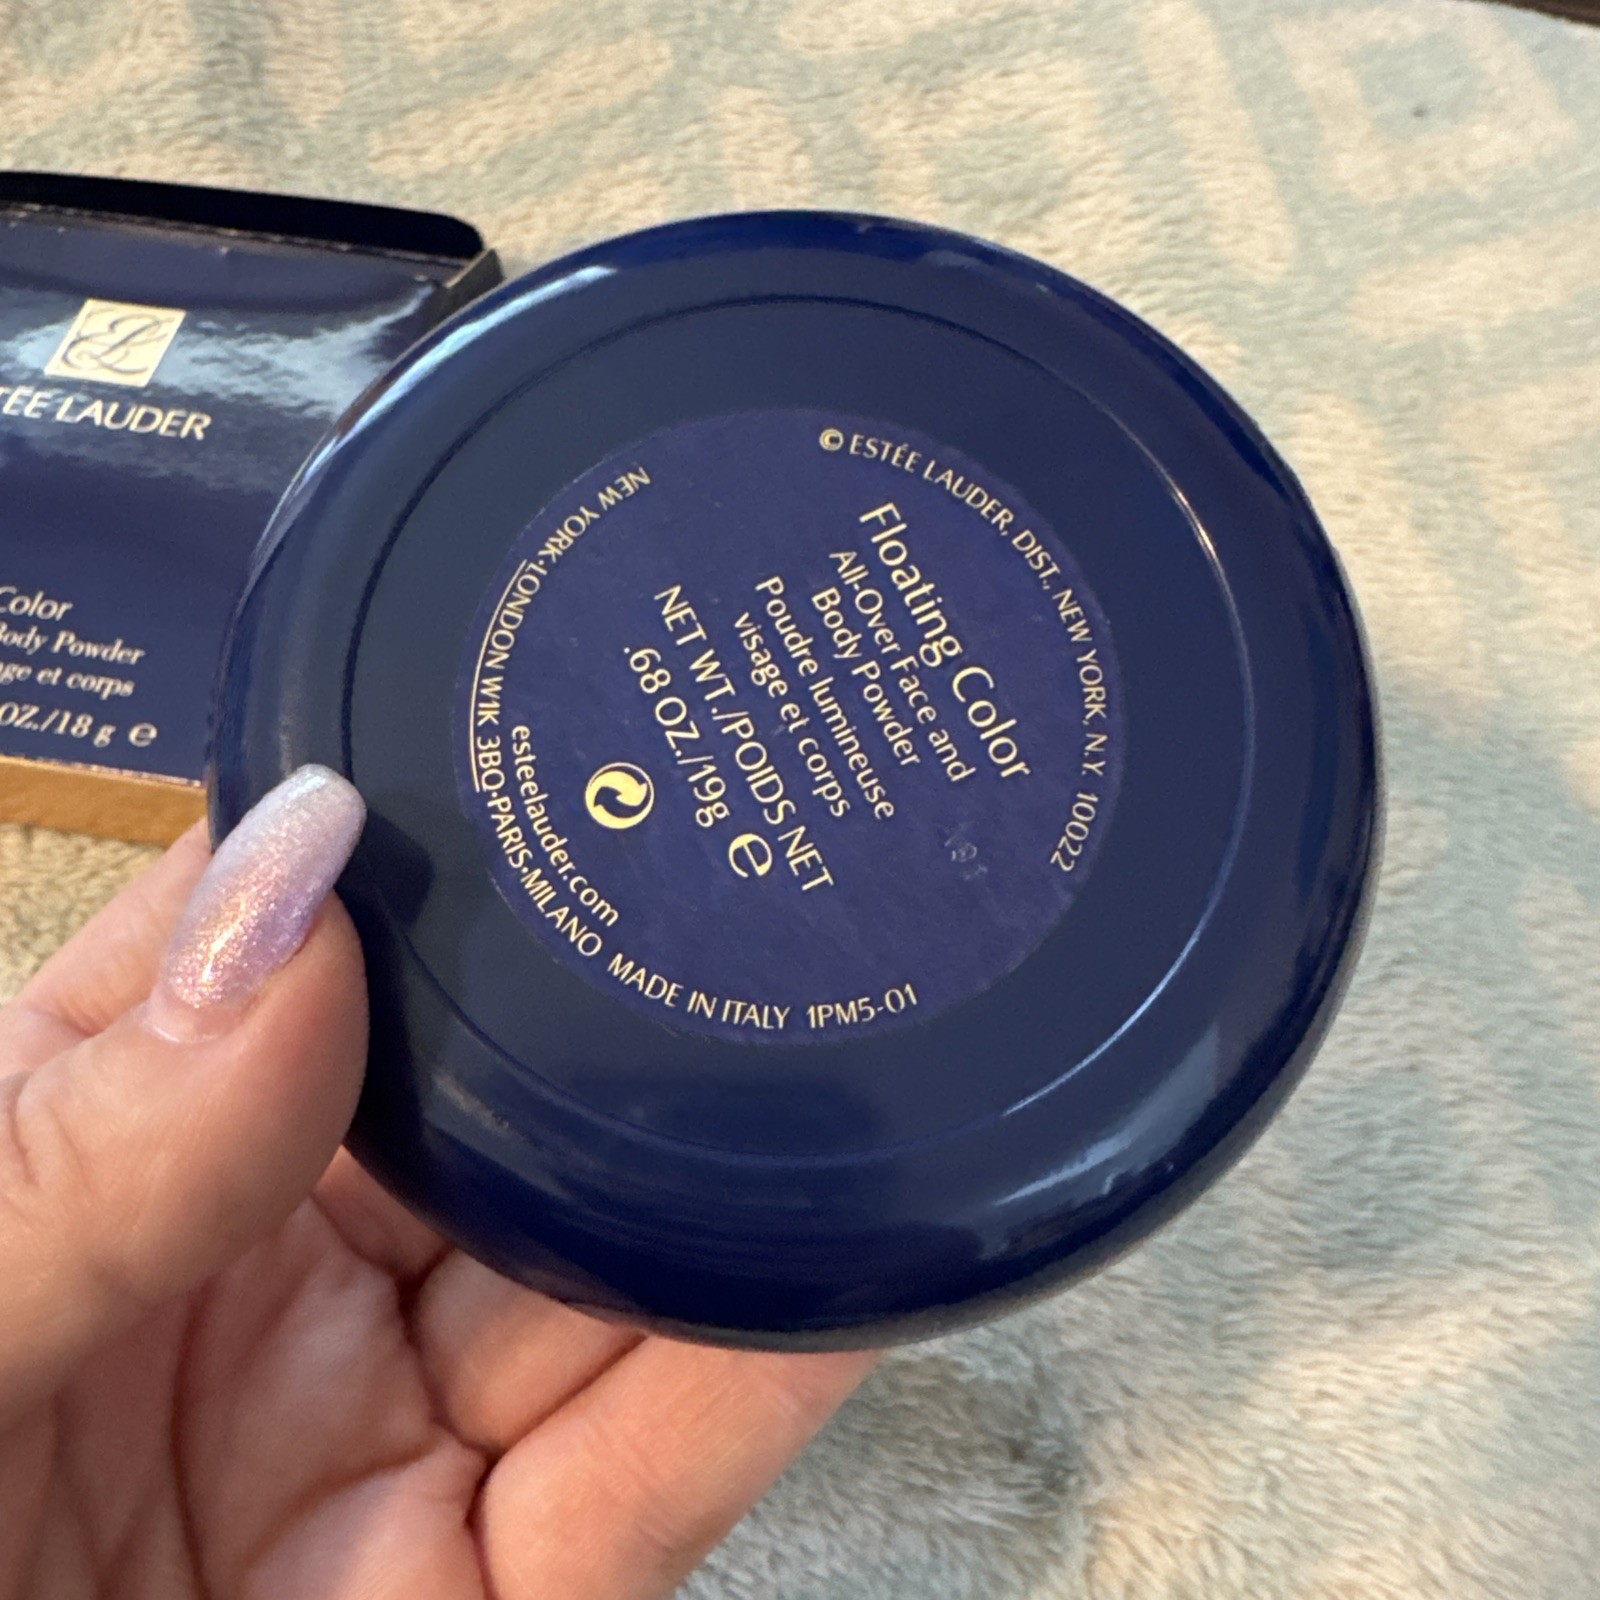 LAUDER
Color
Body Powder
et corps
OZ./18 g ℮
© ESTÉE LAUDER, DIST., NEW YORK, N.Y. 10022
Floating Color
All-Over Face and
Body Powder
Poudre lumineuse
visage et corps
NET WT./POIDS NET
.68 OZ./19g ℮
esteelauder.com
NEW YORK·LONDON W1K 3BQ·PARIS·MILANO MADE IN ITALY 1PM5-01